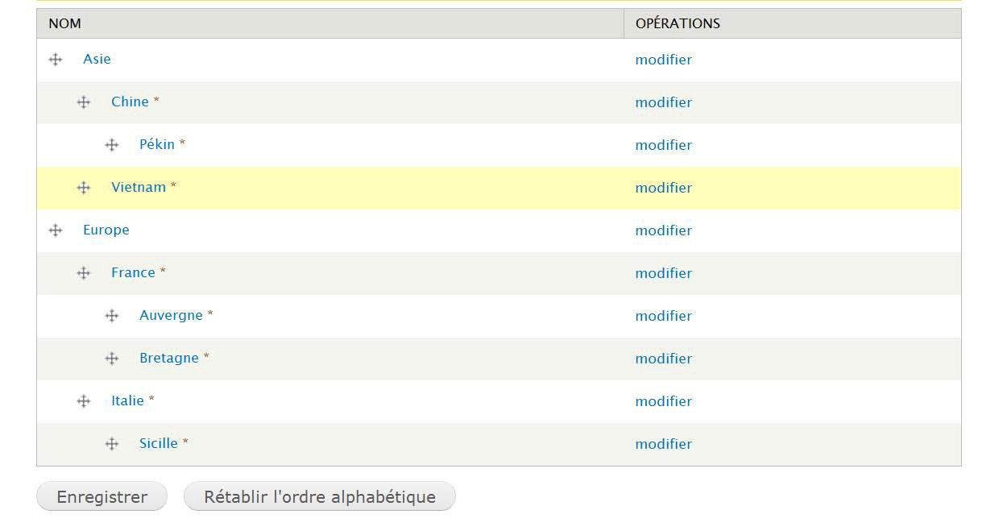 NOM OPÉRATIONS
Asie modifier
Chine * modifier
Pékin * modifier
Vietnam * modifier
Europe modifier
France * modifier
Auvergne * modifier
Bretagne * modifier
Italie * modifier
Sicille * modifier
Enregistrer Rétablir l'ordre alphabétique